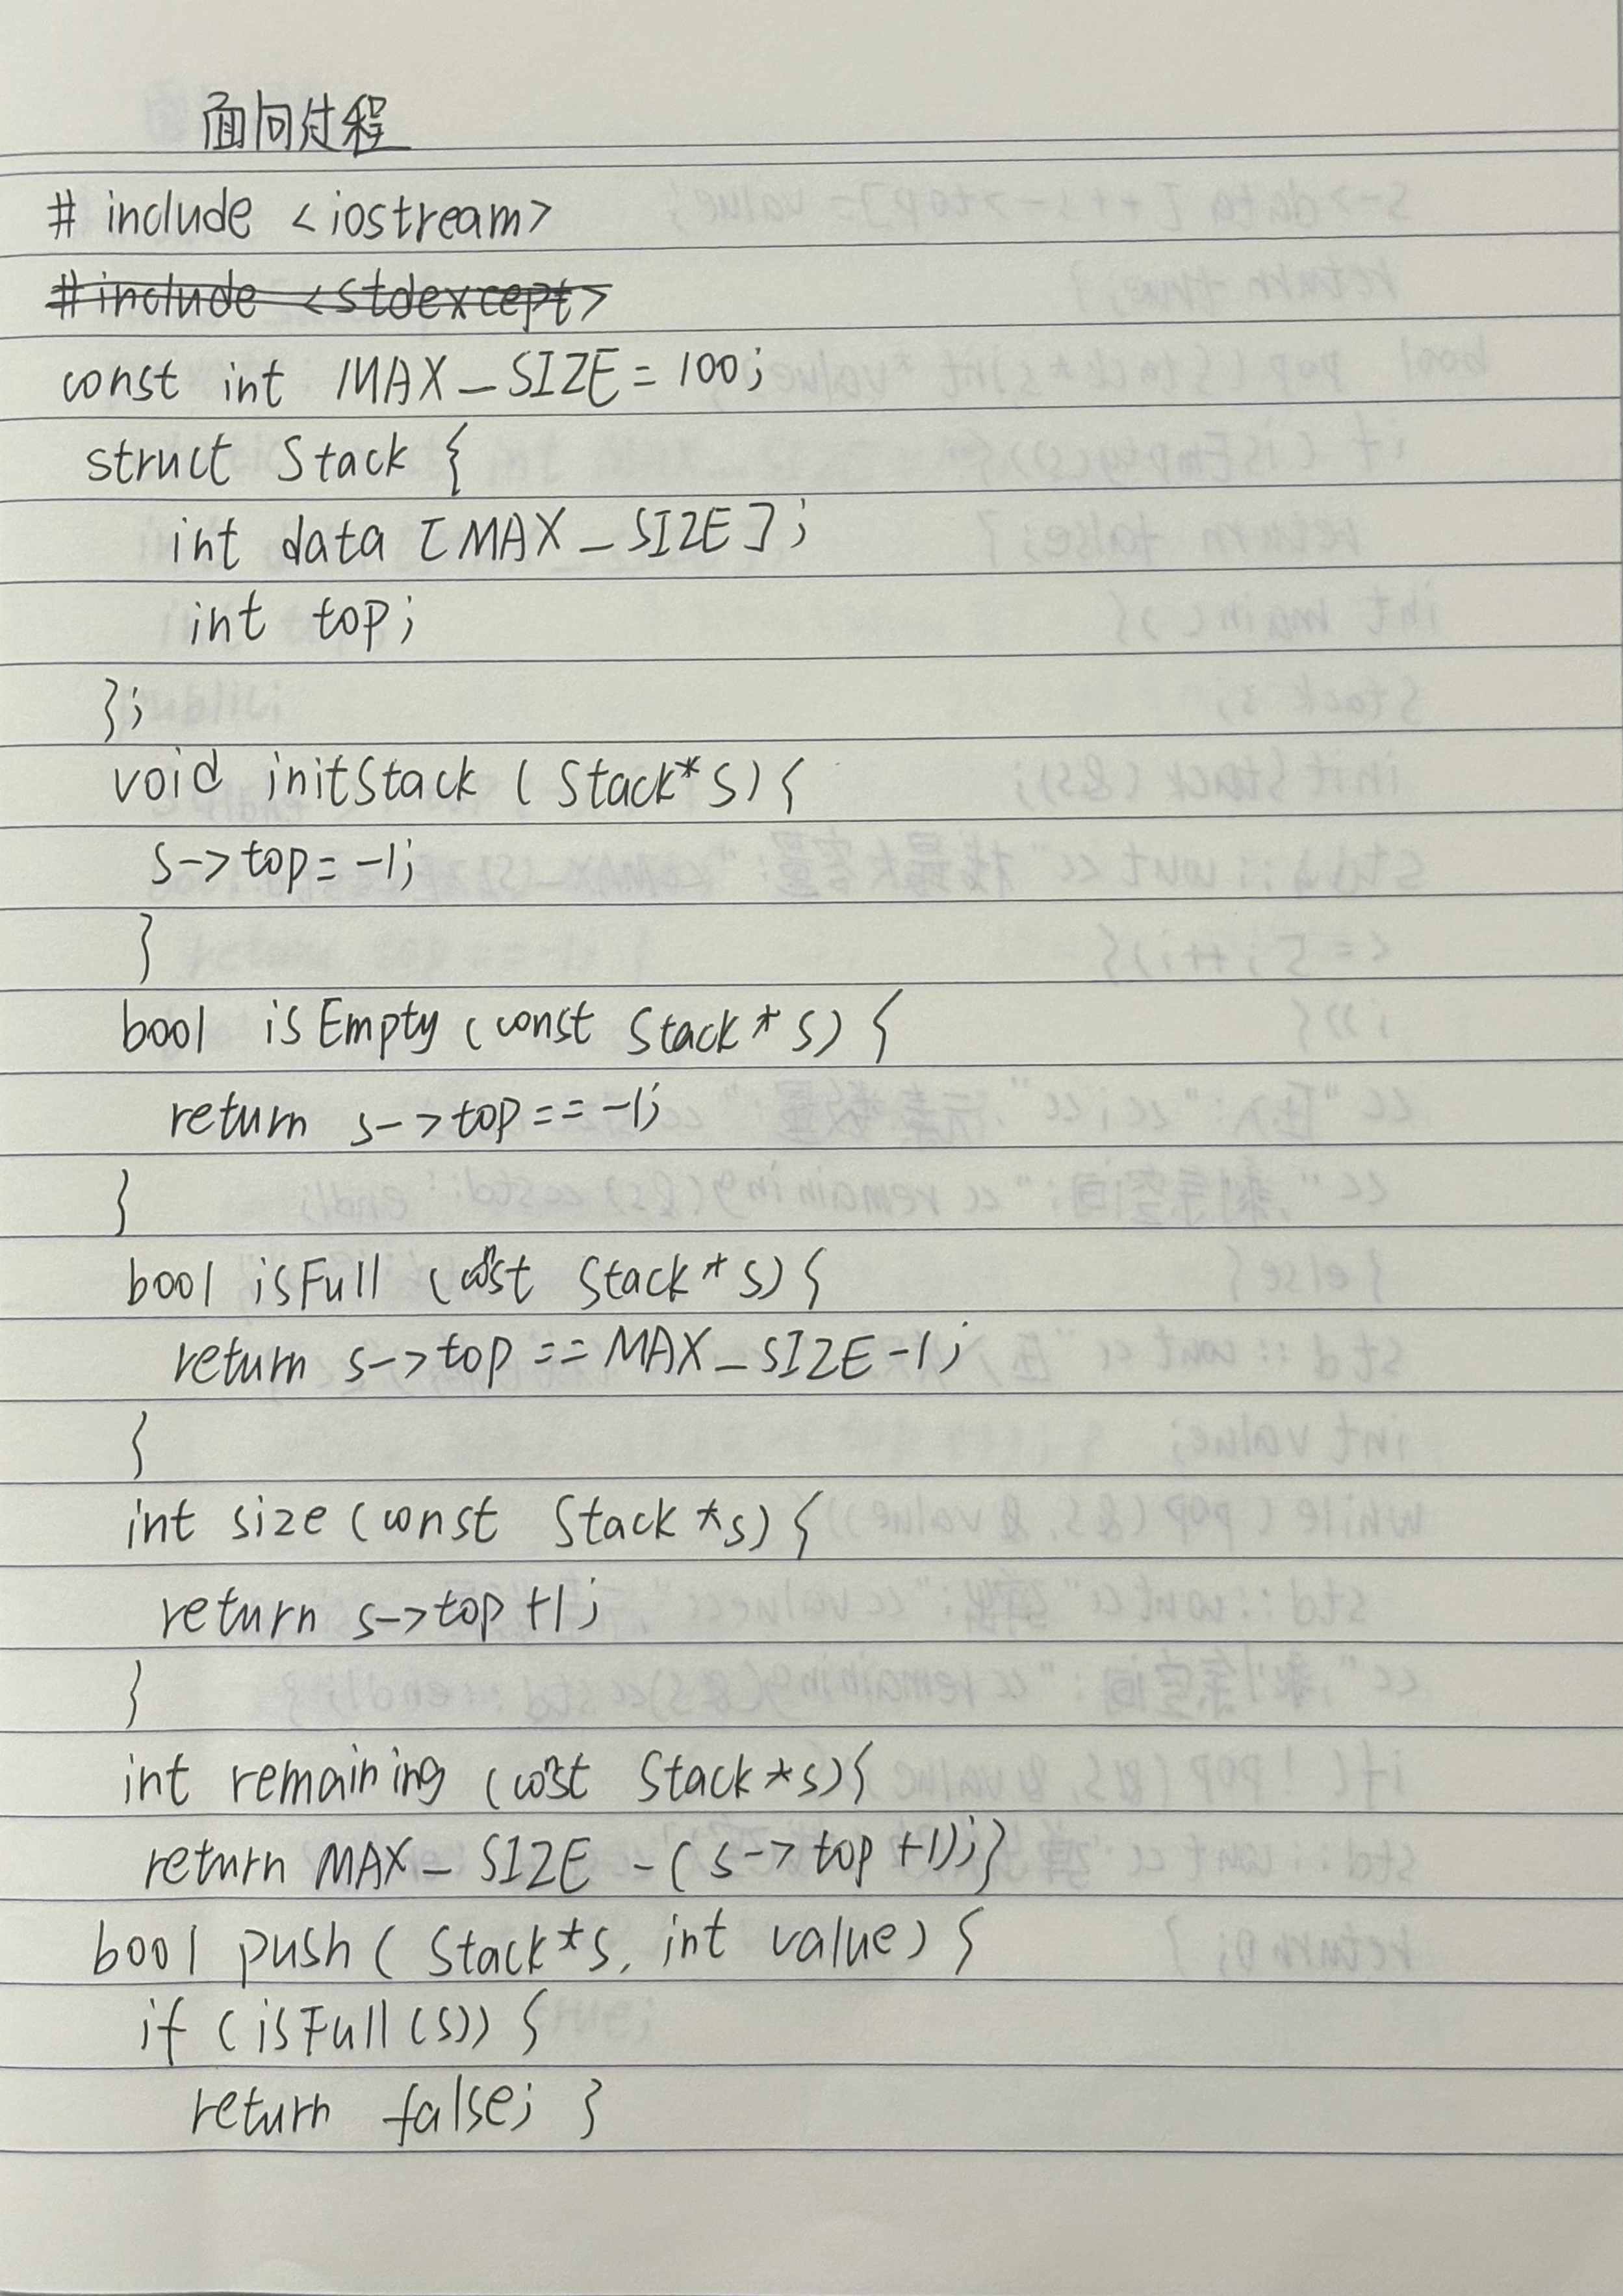 面向过程
# include <iostream>
#include <stdexcept>
const int MAX_SIZE = 100;
struct Stack {
int data [MAX_SIZE];
int top;
};
void initStack (Stack*s){
s->top = -1;
}
bool isEmpty (const Stack* s) {
return s->top == -1;
}
bool isFull (const Stack* s) {
return s->top == MAX_SIZE-1;
}
int size (const Stack *s) {
return s->top +1;
}
int remaining (const Stack *s){
return MAX_SIZE - (s->top +1);}
bool push (Stack*s, int value) {
if (isFull (s)) {
return false; }